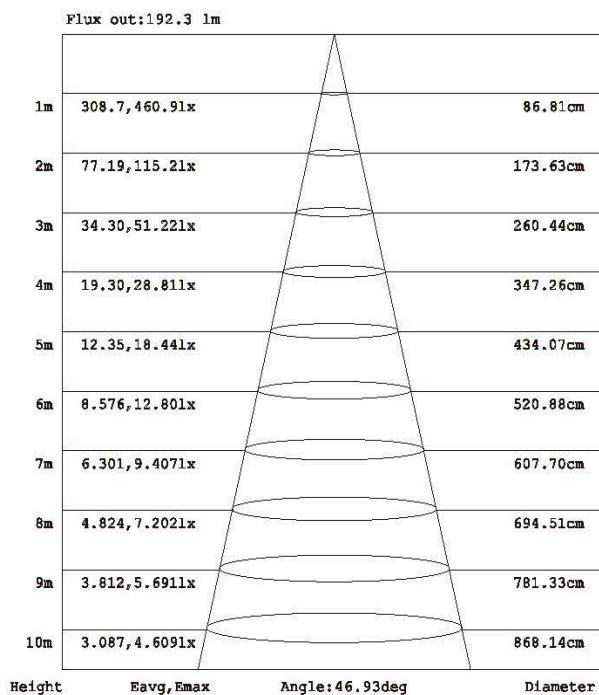 Flux out:192.3 lm
1m 308.7,460.9lx 86.81cm
2m 77.19,115.2lx 173.63cm
3m 34.30,51.22lx 260.44cm
4m 19.30,28.81lx 347.26cm
5m 12.35,18.44lx 434.07cm
6m 8.576,12.80lx 520.88cm
7m 6.301,9.407lx 607.70cm
8m 4.824,7.202lx 694.51cm
9m 3.812,5.691lx 781.33cm
10m 3.087,4.609lx 868.14cm
Height Eavg,Emax Angle:46.93deg Diameter